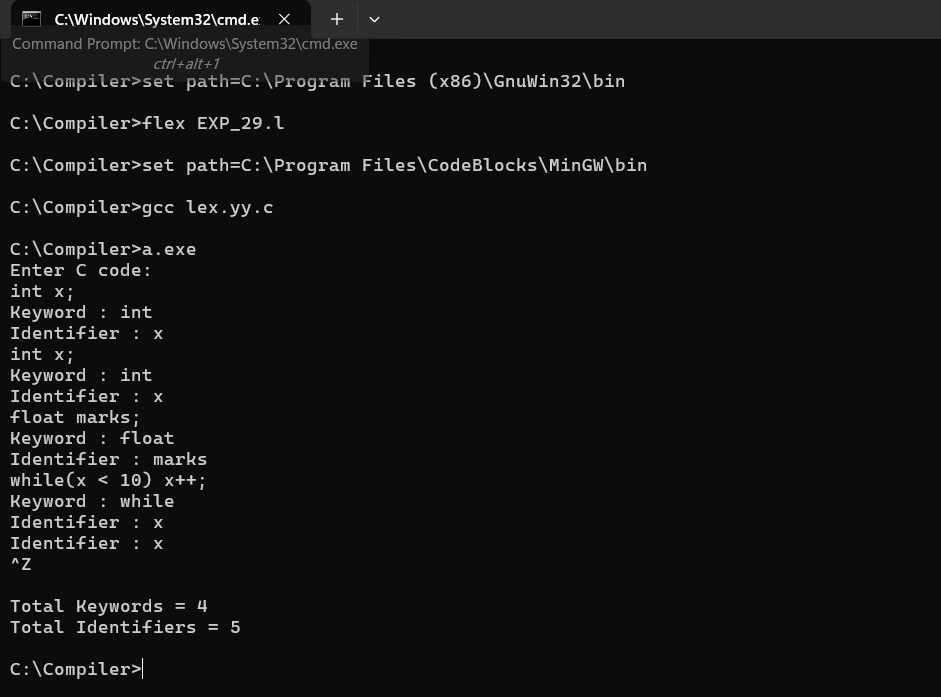 C:\Windows\System32\cmd.e
Command Prompt: C:\Windows\System32\cmd.exe
ctrl+alt+1
C:\Compiler>set path=C:\Program Files (x86)\GnuWin32\bin
C:\Compiler>flex EXP_29.l
C:\Compiler>set path=C:\Program Files\CodeBlocks\MinGW\bin
C:\Compiler>gcc lex.yy.c
C:\Compiler>a.exe
Enter C code:
int x;
Keyword : int
Identifier : x
int x;
Keyword : int
Identifier : x
float marks;
Keyword : float
Identifier : marks
while(x < 10) x++;
Keyword : while
Identifier : x
Identifier : x
^Z
Total Keywords = 4
Total Identifiers = 5
C:\Compiler>